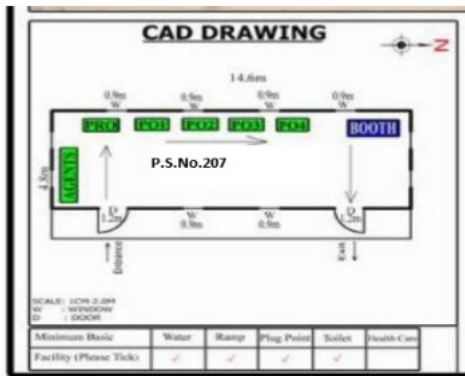 CAD DRAWING
N
14.6m
0.9m 0.9m 0.9m 0.9m
W W W W
PRO PO1 PO2 PO3 PO4 BOOTH
P.S.No.207
4.8m
AGENTS
D W W D
1.2m 0.9m 0.9m 1.2m
Entrance Exit
SCALE: 1CM-2.0M
W : WINDOW
D : DOOR
Minimum Basic Water Ramp Plug Point Toilet Health Care
Facility (Please Tick) ✓ ✓ ✓ ✓